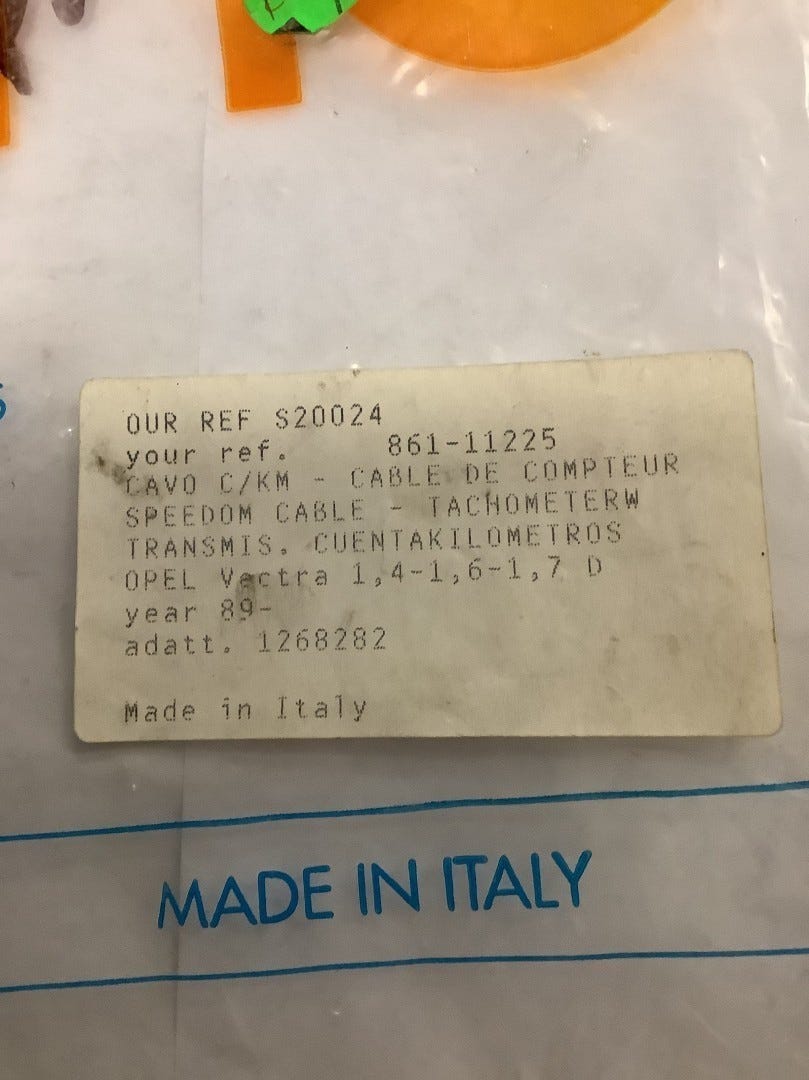 OUR REF S20024
your ref. 861-11225
CAVO C/KM - CABLE DE COMPTEUR
SPEEDOM CABLE - TACHOMETERW
TRANSMIS. CUENTAKILOMETROS
OPEL Vectra 1,4-1,6-1,7 D
year 89-
adatt. 1268282
Made in Italy
MADE IN ITALY